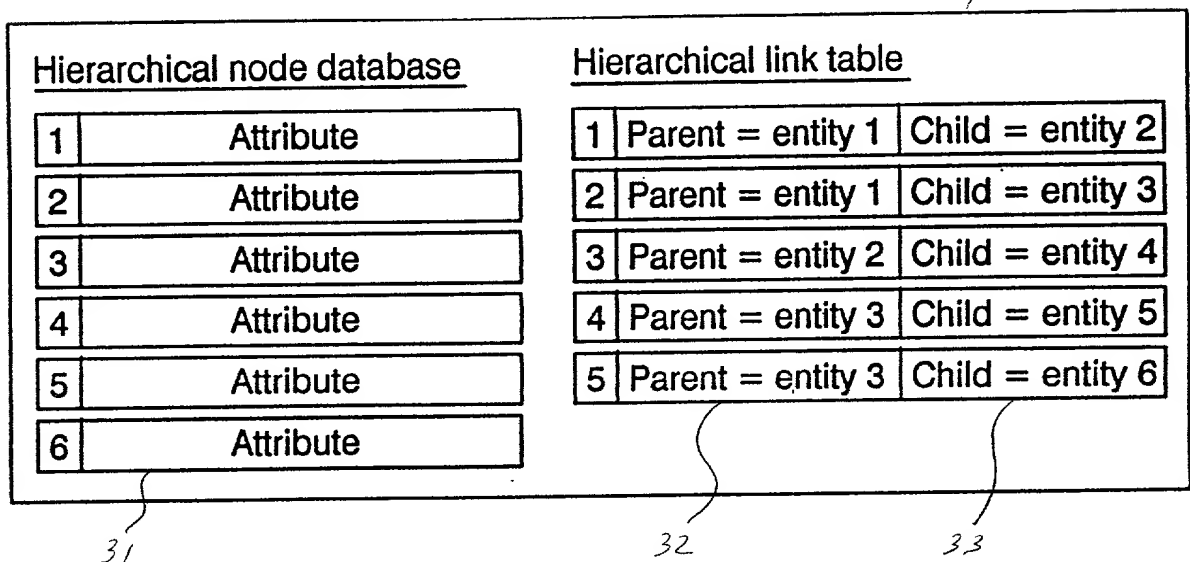 Hierarchical node database
1 Attribute
2 Attribute
3 Attribute
4 Attribute
5 Attribute
6 Attribute
Hierarchical link table
1 Parent = entity 1 Child = entity 2
2 Parent = entity 1 Child = entity 3
3 Parent = entity 2 Child = entity 4
4 Parent = entity 3 Child = entity 5
5 Parent = entity 3 Child = entity 6
31 32 33